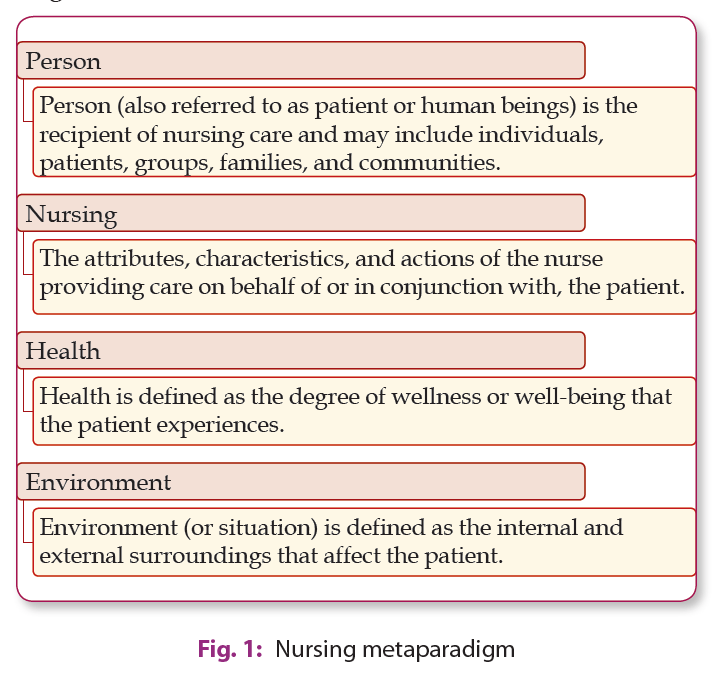 Person
Person (also referred to as patient or human beings) is the
recipient of nursing care and may include individuals,
patients, groups, families, and communities.
Nursing
The attributes, characteristics, and actions of the nurse
providing care on behalf of or in conjunction with, the patient.
Health
Health is defined as the degree of wellness or well-being that
the patient experiences.
Environment
Environment (or situation) is defined as the internal and
external surroundings that affect the patient.
Fig. 1: Nursing metaparadigm